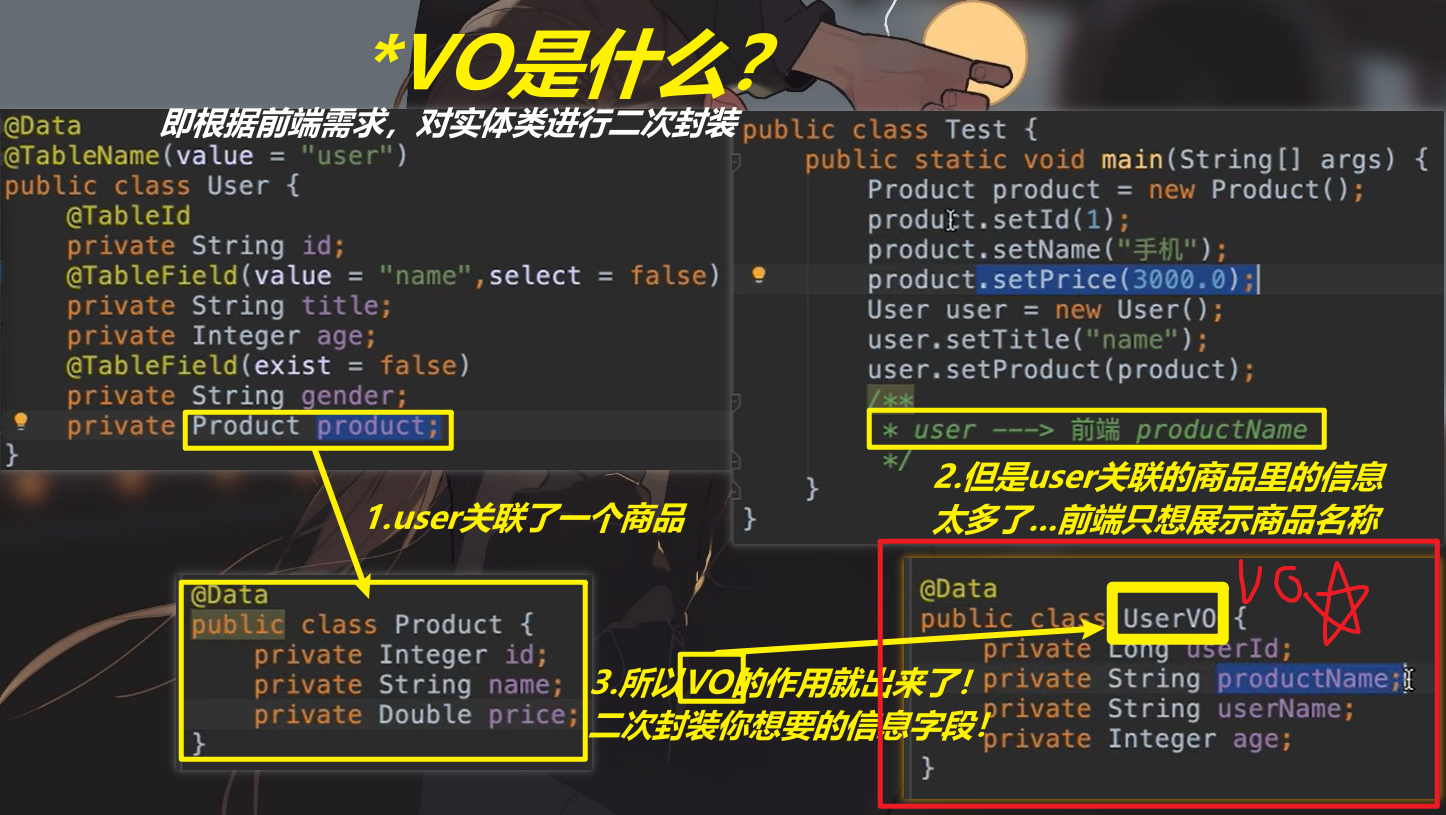 *VO是什么？
即根据前端需求，对实体类进行二次封装
@Data
@TableName(value = "user")
public class User {
@TableId
private String id;
@TableField(value = "name",select = false)
private String title;
private Integer age;
@TableField(exist = false)
private String gender;
private Product product;
}
public class Test {
public static void main(String[] args) {
Product product = new Product();
product.setId(1);
product.setName("手机");
product.setPrice(3000.0);
User user = new User();
user.setTitle("name");
user.setProduct(product);
/**
* user ---> 前端 productName
*/
}
}
1.user关联了一个商品
2.但是user关联的商品里的信息
太多了...前端只想展示商品名称
@Data
public class Product {
private Integer id;
private String name;
private Double price;
}
3.所以VO的作用就出来了！
二次封装你想要的信息字段！
VO
@Data
public class UserVO {
private Long userId;
private String productName;
private String userName;
private Integer age;
}